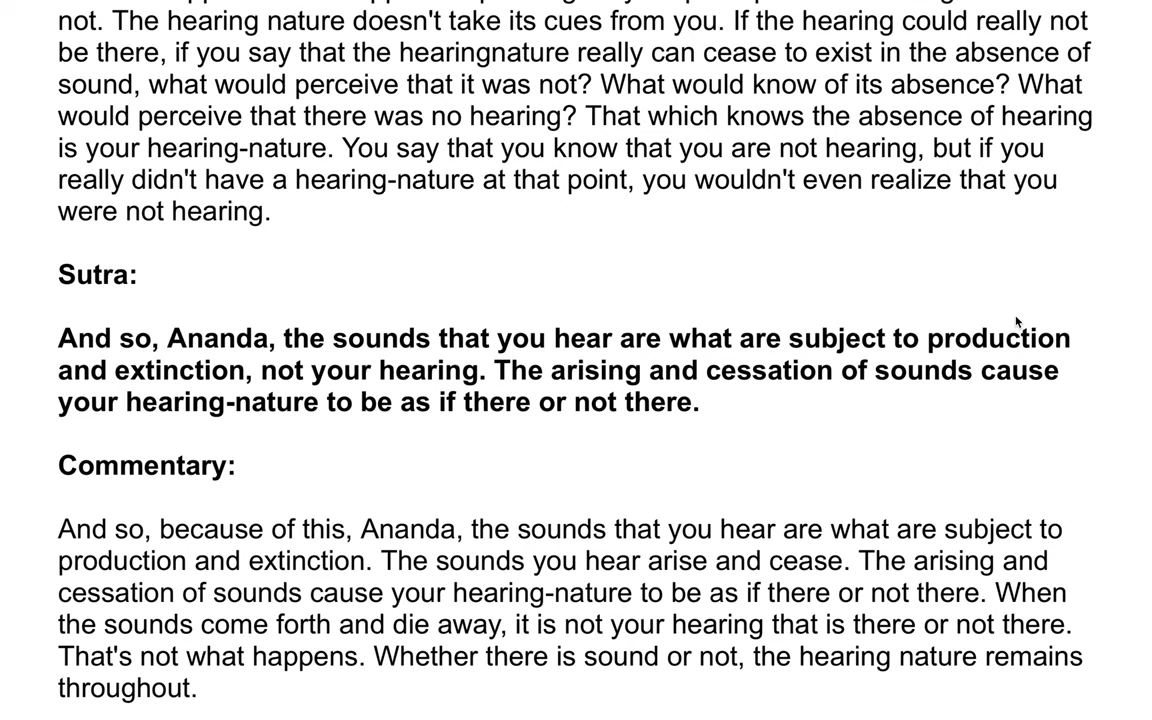 not. The hearing nature doesn't take its cues from you. If the hearing could really not
be there, if you say that the hearingnature really can cease to exist in the absence of
sound, what would perceive that it was not? What would know of its absence? What
would perceive that there was no hearing? That which knows the absence of hearing
is your hearing-nature. You say that you know that you are not hearing, but if you
really didn't have a hearing-nature at that point, you wouldn't even realize that you
were not hearing.
Sutra:
And so, Ananda, the sounds that you hear are what are subject to production
and extinction, not your hearing. The arising and cessation of sounds cause
your hearing-nature to be as if there or not there.
Commentary:
And so, because of this, Ananda, the sounds that you hear are what are subject to
production and extinction. The sounds you hear arise and cease. The arising and
cessation of sounds cause your hearing-nature to be as if there or not there. When
the sounds come forth and die away, it is not your hearing that is there or not there.
That's not what happens. Whether there is sound or not, the hearing nature remains
throughout.